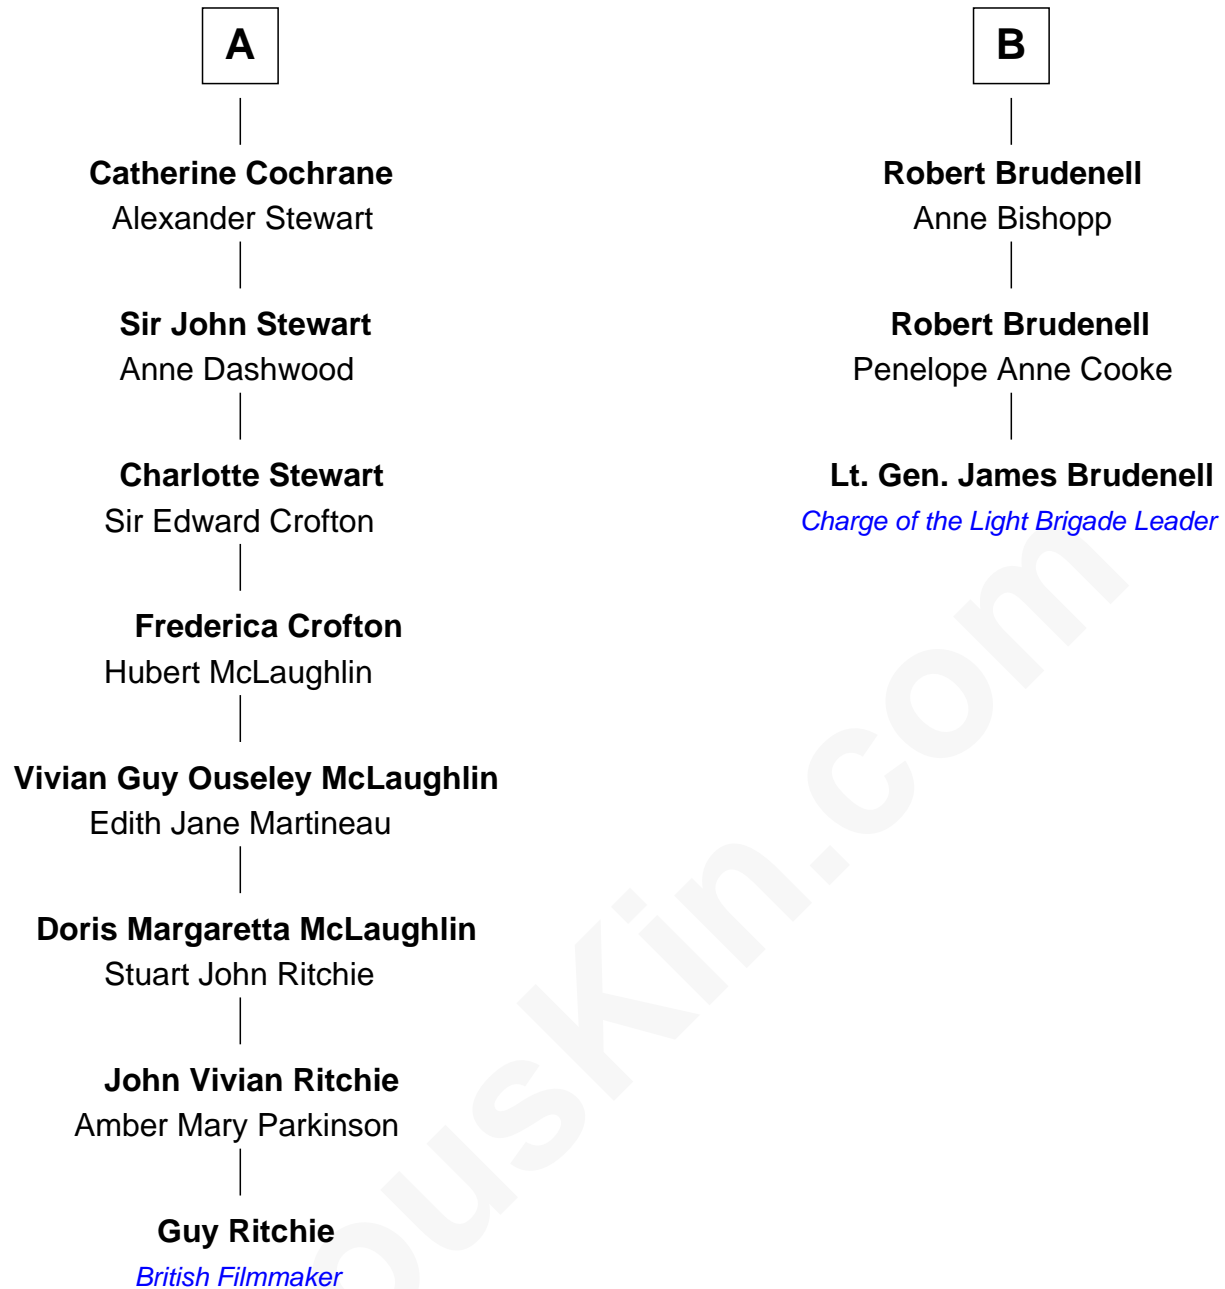 A
Catherine Cochrane
Alexander Stewart
Sir John Stewart
Anne Dashwood
Charlotte Stewart
Sir Edward Crofton
Frederica Crofton
Hubert McLaughlin
Vivian Guy Ouseley McLaughlin
Edith Jane Martineau
Doris Margaretta McLaughlin
Stuart John Ritchie
John Vivian Ritchie
Amber Mary Parkinson
Guy Ritchie
British Filmmaker
B
Robert Brudenell
Anne Bishopp
Robert Brudenell
Penelope Anne Cooke
Lt. Gen. James Brudenell
Charge of the Light Brigade Leader
ousKin.com